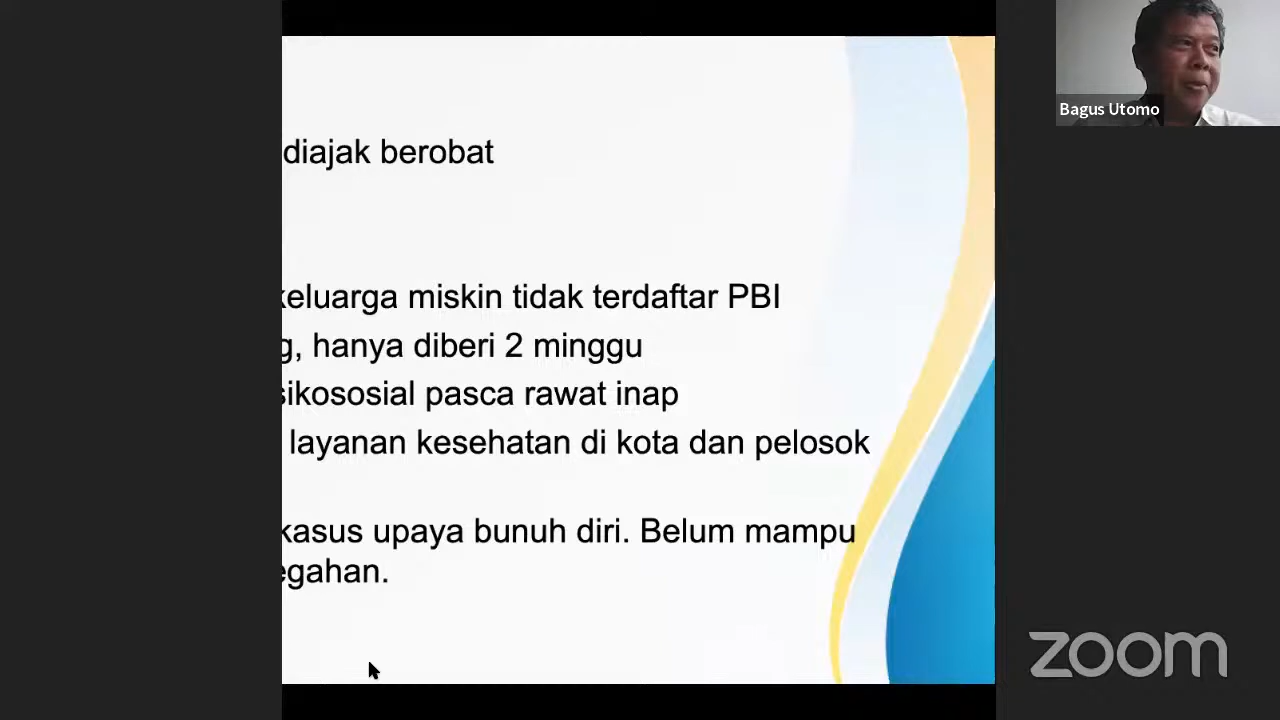 Bagus Utomo
diajak berobat
keluarga miskin tidak terdaftar PBI
g, hanya diberi 2 minggu
sikososial pasca rawat inap
layanan kesehatan di kota dan pelosok
kasus upaya bunuh diri. Belum mampu
egahan.
zoom